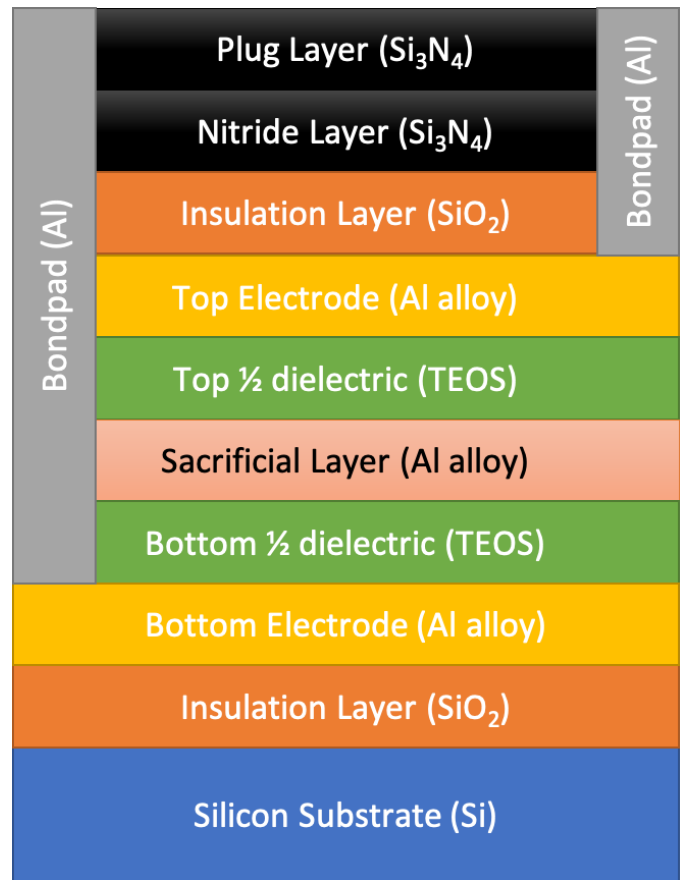 Plug Layer (Si₃N₄)
Nitride Layer (Si₃N₄)
Insulation Layer (SiO₂)
Top Electrode (Al alloy)
Top ½ dielectric (TEOS)
Sacrificial Layer (Al alloy)
Bottom ½ dielectric (TEOS)
Bottom Electrode (Al alloy)
Insulation Layer (SiO₂)
Silicon Substrate (Si)
Bondpad (Al)
Bondpad (Al)